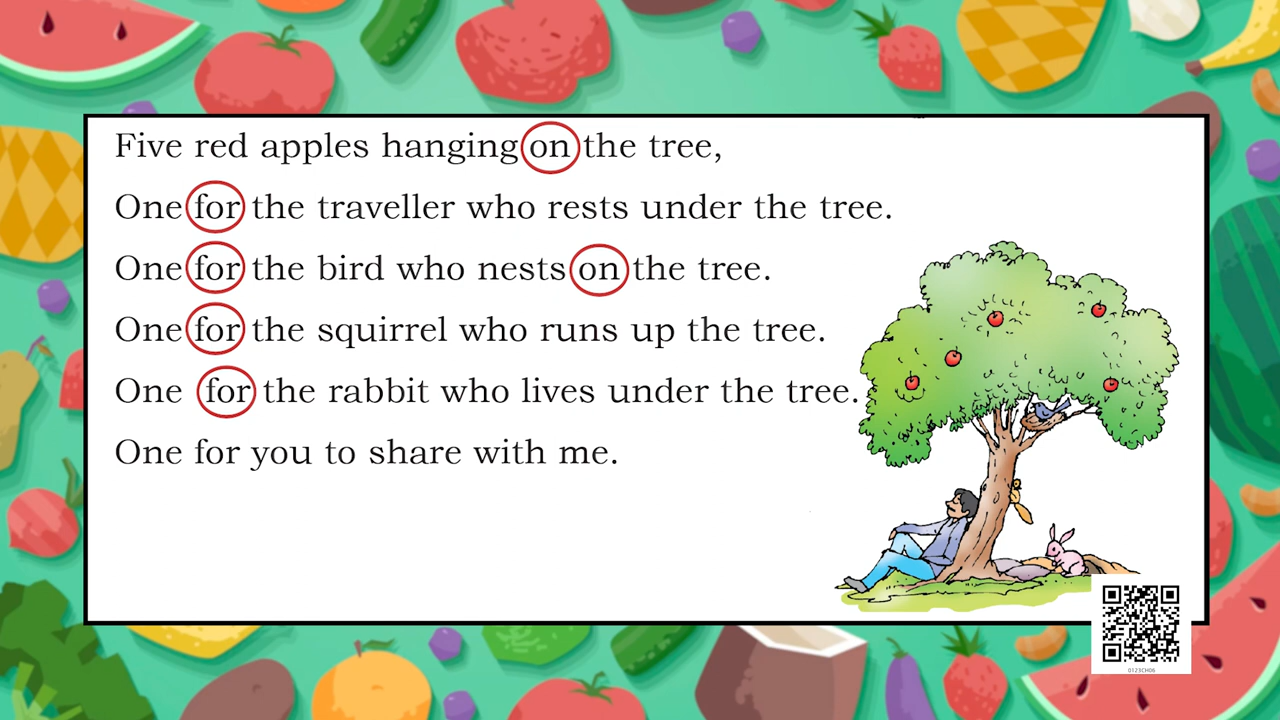 Five red apples hanging on the tree,
One for the traveller who rests under the tree.
One for the bird who nests on the tree.
One for the squirrel who runs up the tree.
One for the rabbit who lives under the tree.
One for you to share with me.
0123CH06